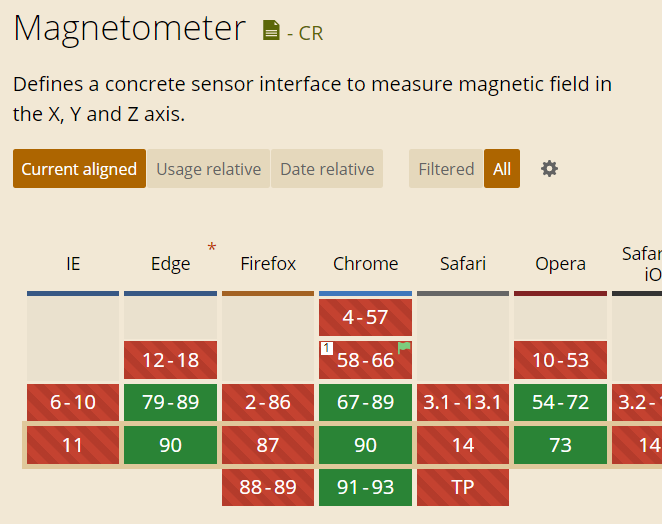 Magnetometer - CR
Defines a concrete sensor interface to measure magnetic field in
the X, Y and Z axis.
Current aligned Usage relative Date relative Filtered All
IE Edge * Firefox Chrome Safari Opera
iO
4-57
12-18 1 58-66 10-53
6-10 79-89 2-86 67-89 3.1-13.1 54-72
11 90 87 90 14 73 14
88-89 91-93 TP